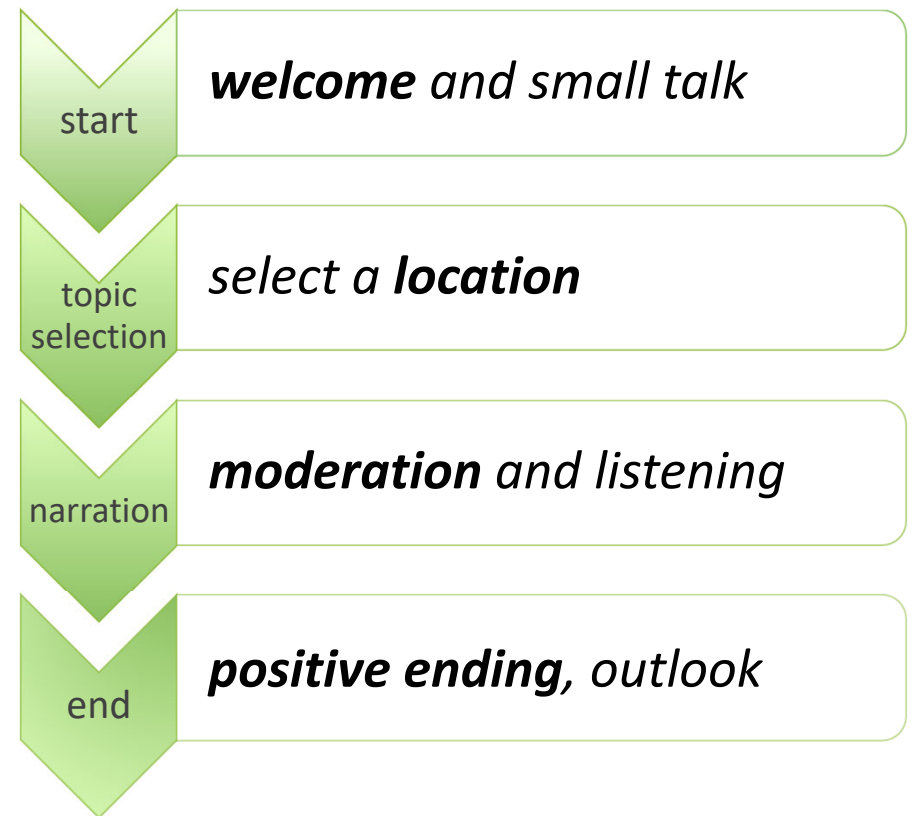 start
welcome and small talk
topic
selection
select a location
narration
moderation and listening
end
positive ending, outlook